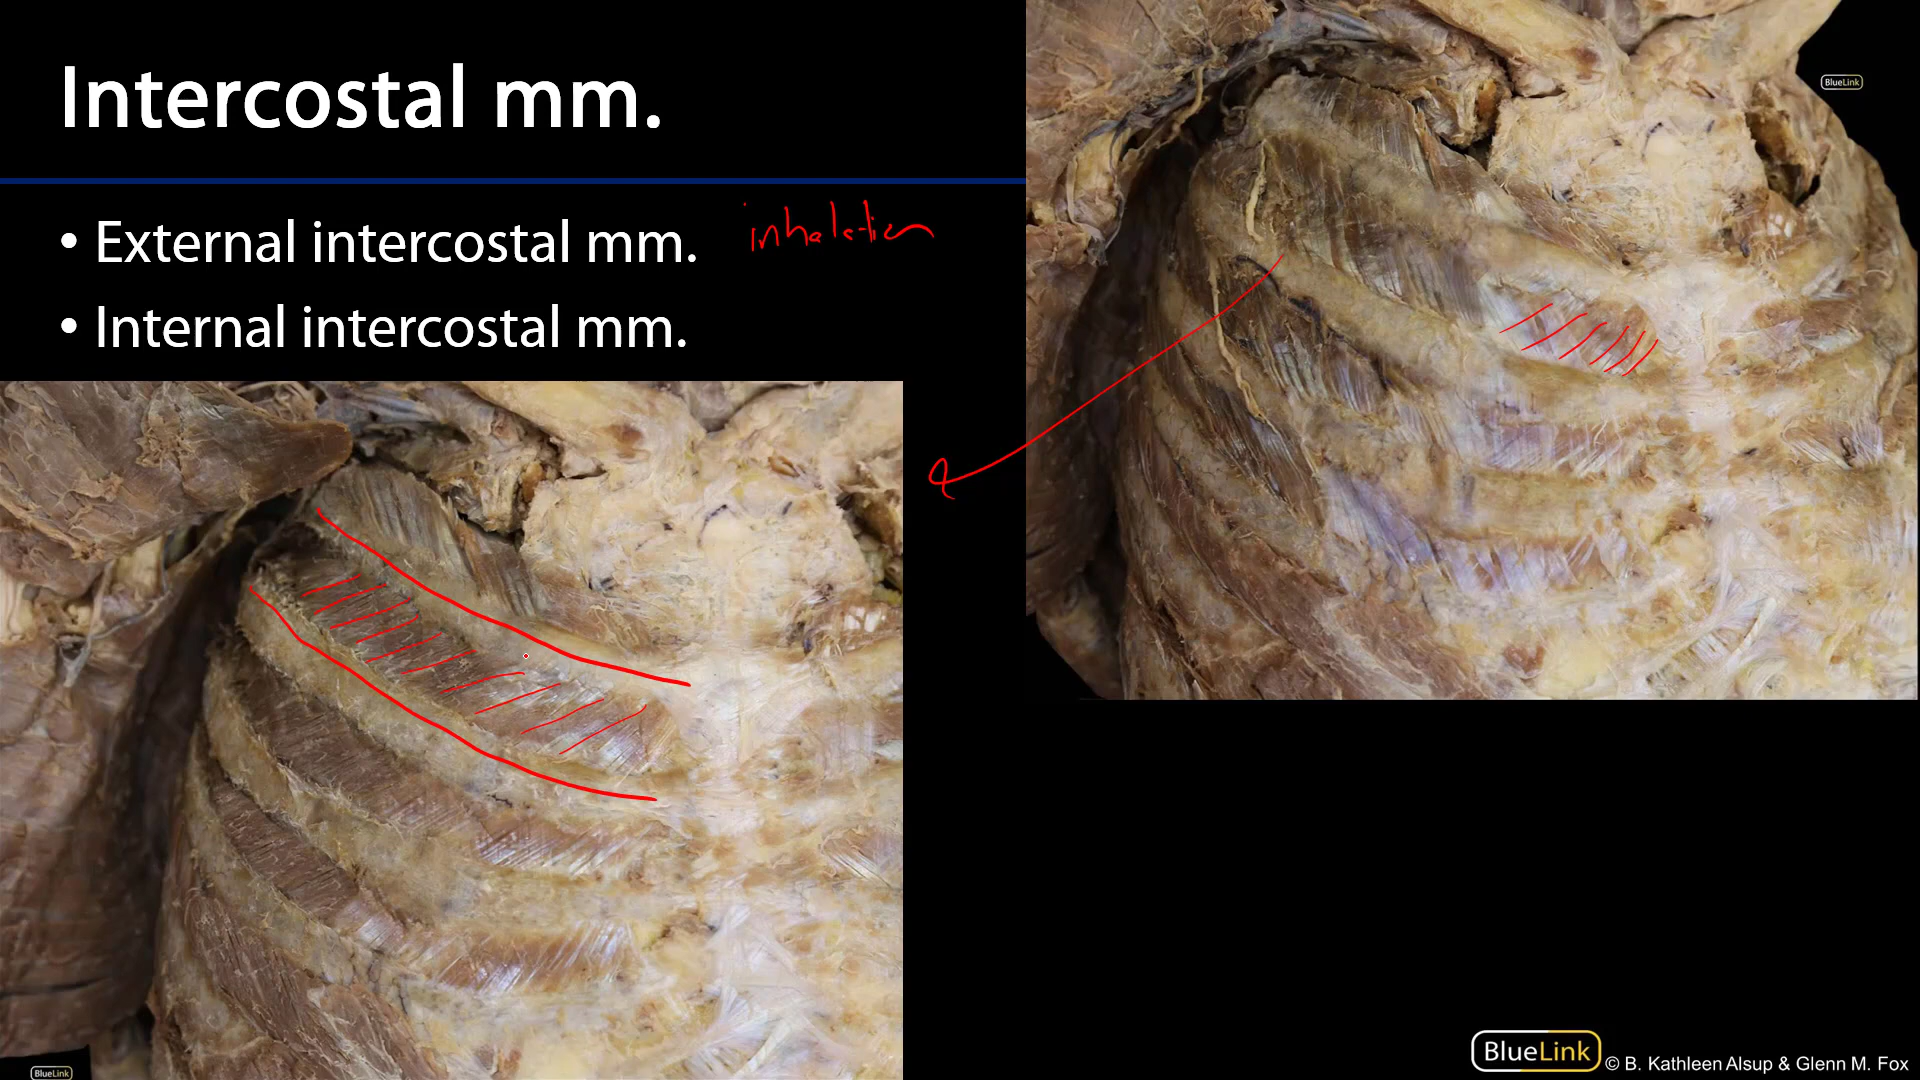 Intercostal mm.
• External intercostal mm. inhalation
• Internal intercostal mm.
BlueLink
BlueLink
BlueLink © B. Kathleen Alsup & Glenn M. Fox